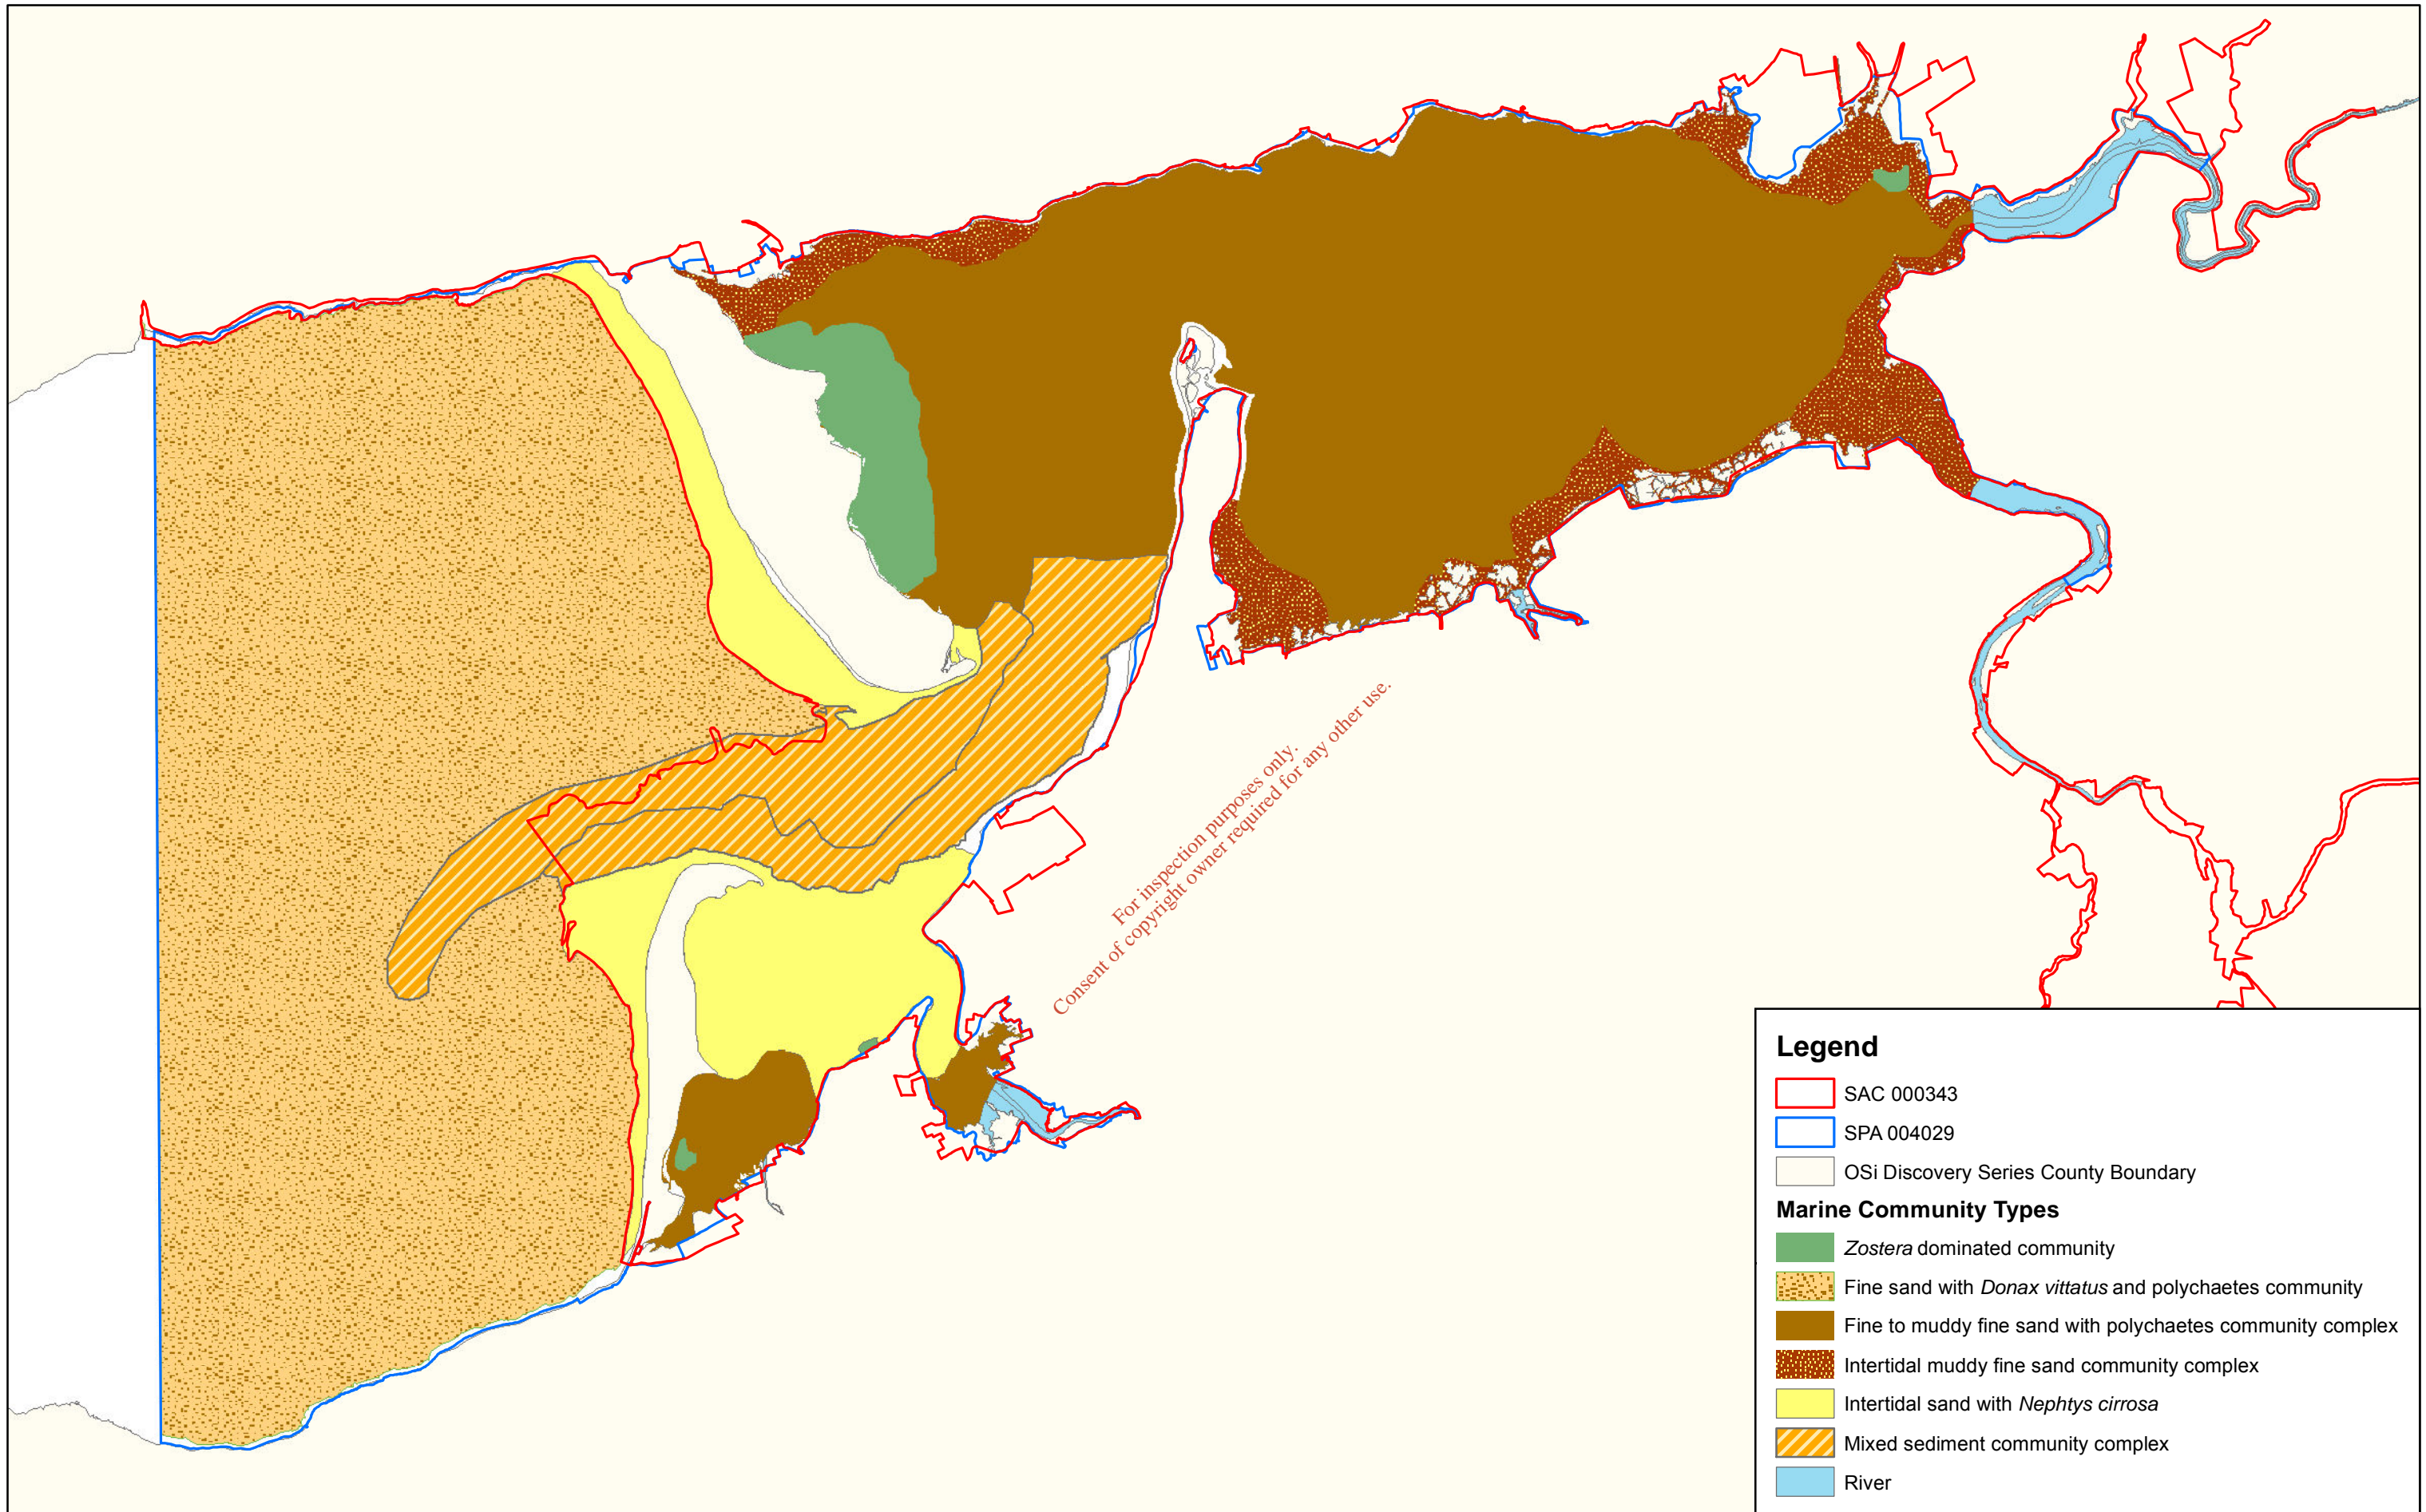 For inspection purposes only.
Consent of copyright owner required for any other use.
Legend
SAC 000343
SPA 004029
OSi Discovery Series County Boundary
Marine Community Types
Zostera dominated community
Fine sand with Donax vittatus and polychaetes community
Fine to muddy fine sand with polychaetes community complex
Intertidal muddy fine sand community complex
Intertidal sand with Nephtys cirrosa
Mixed sediment community complex
River